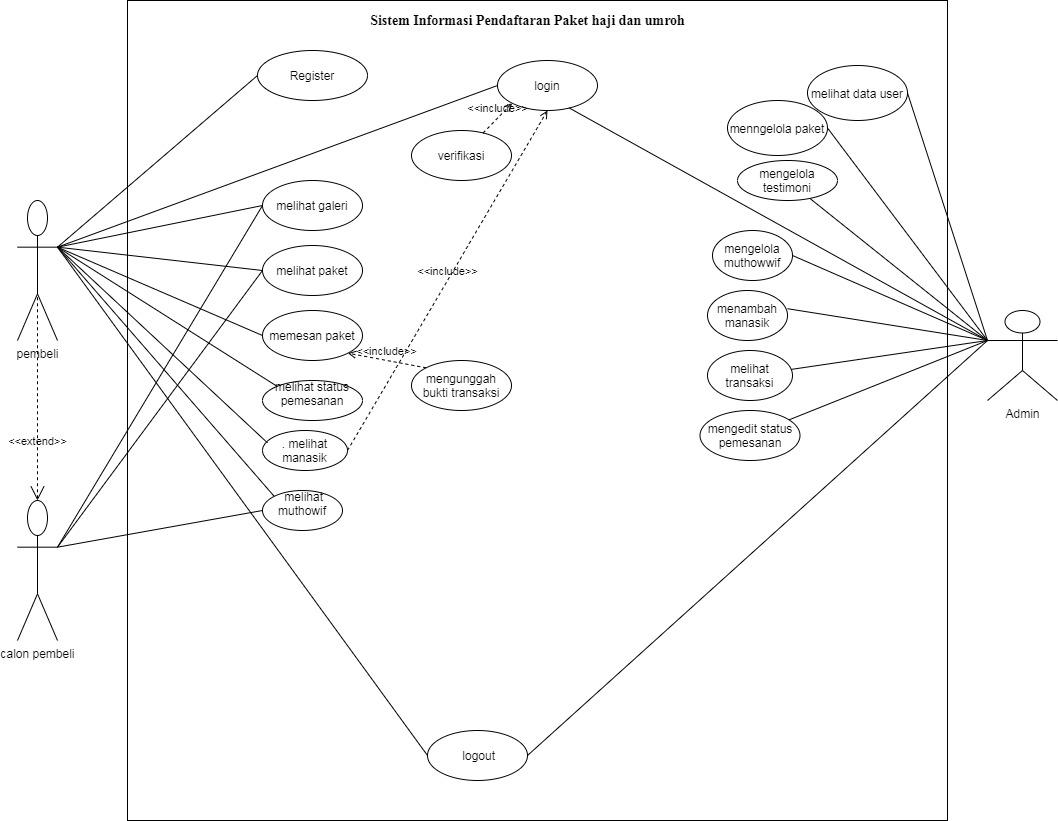 Sistem Informasi Pendaftaran Paket haji dan umroh
Register
login
melihat data user
<<include>>
menngelola paket
verifikasi
mengelola
testimoni
melihat galeri
mengelola
muthowwif
melihat paket
<<include>>
menambah
manasik
memesan paket
<<include>>
pembeli
melihat
transaksi
melihat status
pemesanan
mengunggah
bukti transaksi
Admin
mengedit status
pemesanan
<<extend>>
. melihat
manasik
melihat
muthowif
calon pembeli
logout